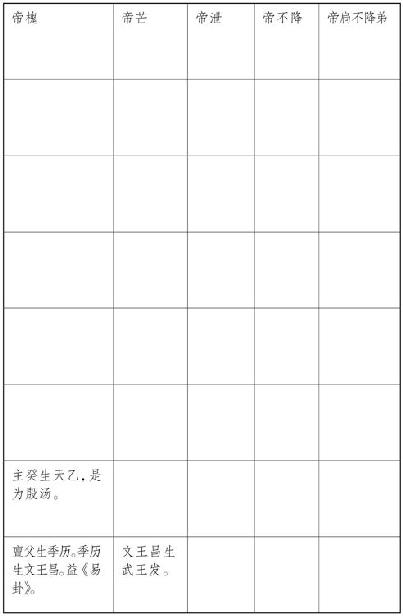 帝槐 帝芒 帝泄 帝不降 帝扃不降弟
主癸生天乙，是
为殷汤。
亶父生季历。季历 文王昌生
生文王昌。益《易 武王发。
卦》。